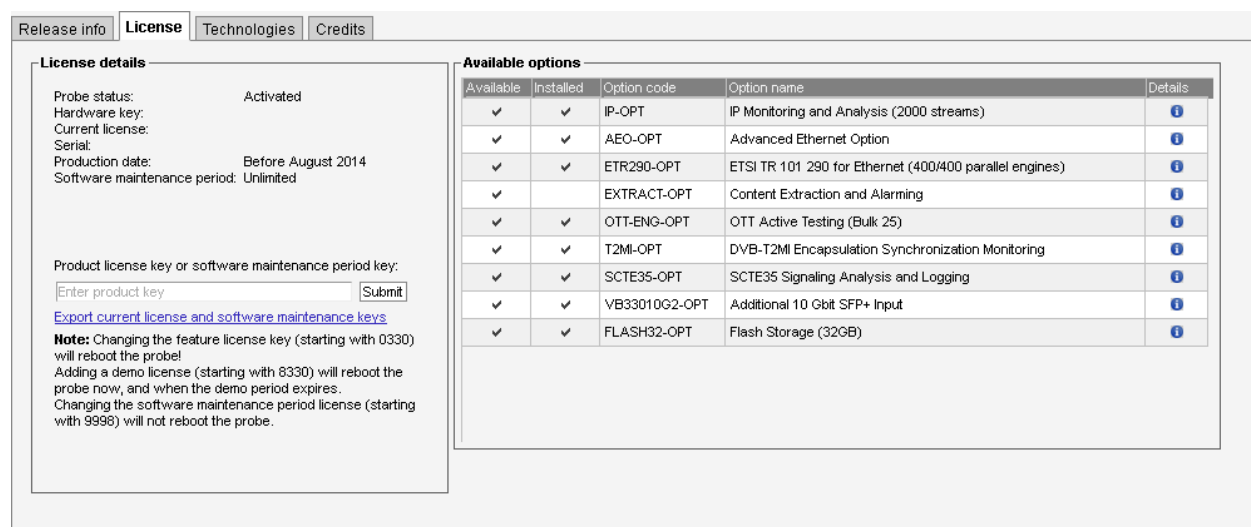 Release info License Technologies Credits
License details
Probe status: Activated
Hardware key:
Current license:
Serial:
Production date: Before August 2014
Software maintenance period: Unlimited
Product license key or software maintenance period key:
Enter product key Submit
Export current license and software maintenance keys
Note: Changing the feature license key (starting with 0330)
will reboot the probe!
Adding a demo license (starting with 8330) will reboot the
probe now, and when the demo period expires.
Changing the software maintenance period license (starting
with 9998) will not reboot the probe.
Available options
Available Installed Option code Option name Details
✓ ✓ IP-OPT IP Monitoring and Analysis (2000 streams)
✓ ✓ AEO-OPT Advanced Ethernet Option
✓ ✓ ETR290-OPT ETSI TR 101 290 for Ethernet (400/400 parallel engines)
✓ EXTRACT-OPT Content Extraction and Alarming
✓ ✓ OTT-ENG-OPT OTT Active Testing (Bulk 25)
✓ ✓ T2MI-OPT DVB-T2MI Encapsulation Synchronization Monitoring
✓ ✓ SCTE35-OPT SCTE35 Signaling Analysis and Logging
✓ ✓ VB33010G2-OPT Additional 10 Gbit SFP+ Input
✓ ✓ FLASH32-OPT Flash Storage (32GB)